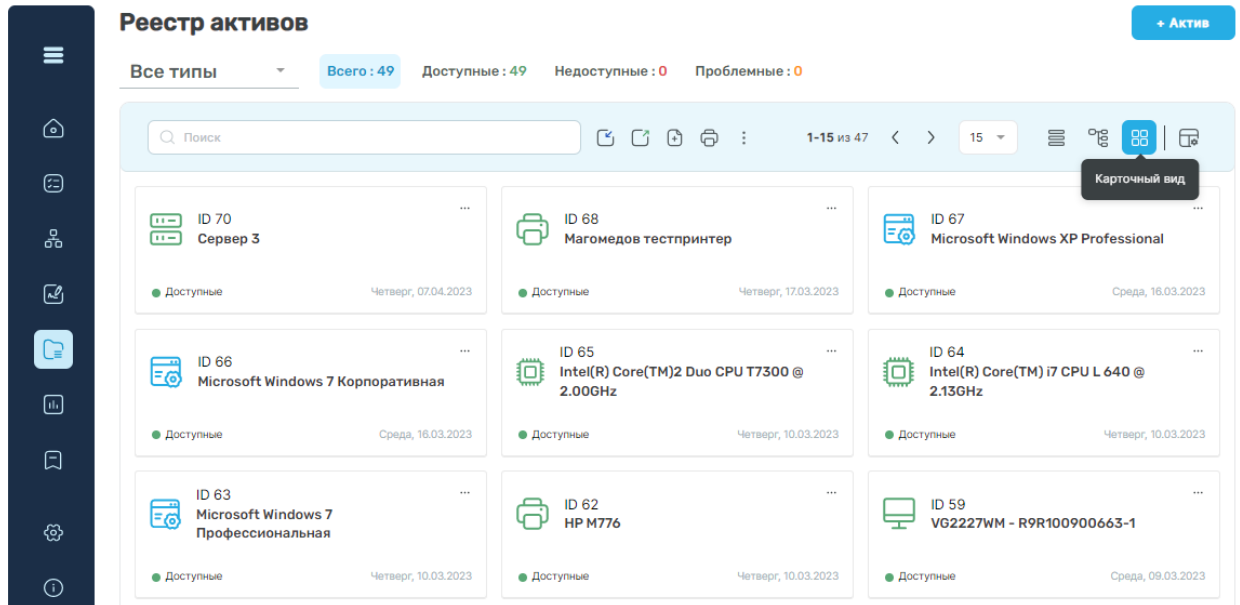 Реестр активов
+ Актив
Все типы
Всего : 49
Доступные : 49
Недоступные : 0
Проблемные : 0
Поиск
1-15 из 47
15
Карточный вид
ID 70
Сервер 3
Доступные
Четверг, 07.04.2023
ID 68
Магомедов тестпринтер
Доступные
Четверг, 17.03.2023
ID 67
Microsoft Windows XP Professional
Доступные
Среда, 16.03.2023
ID 66
Microsoft Windows 7 Корпоративная
Доступные
Среда, 16.03.2023
ID 65
Intel(R) Core(TM)2 Duo CPU T7300 @
2.00GHz
Доступные
Четверг, 10.03.2023
ID 64
Intel(R) Core(TM) i7 CPU L 640 @
2.13GHz
Доступные
Четверг, 10.03.2023
ID 63
Microsoft Windows 7
Профессиональная
Доступные
Четверг, 10.03.2023
ID 62
HP M776
Доступные
Четверг, 10.03.2023
ID 59
VG2227WM - R9R100900663-1
Доступные
Среда, 09.03.2023